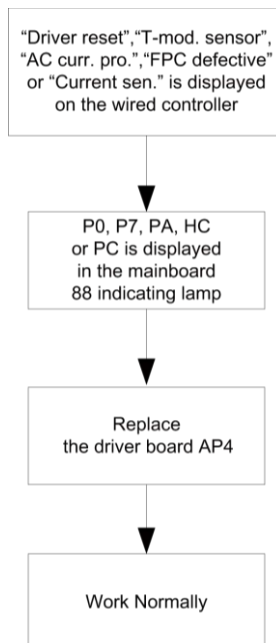 “Driver reset”,“T-mod. sensor”,
“AC curr. pro.”,“FPC defective”
or “Current sen.” is displayed
on the wired controller
P0, P7, PA, HC
or PC is displayed
in the mainboard
88 indicating lamp
Replace
the driver board AP4
Work Normally